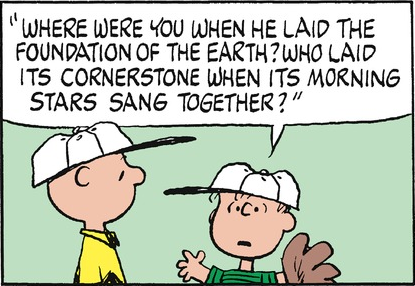 "WHERE WERE YOU WHEN HE LAID THE
FOUNDATION OF THE EARTH? WHO LAID
ITS CORNERSTONE WHEN ITS MORNING
STARS SANG TOGETHER?"